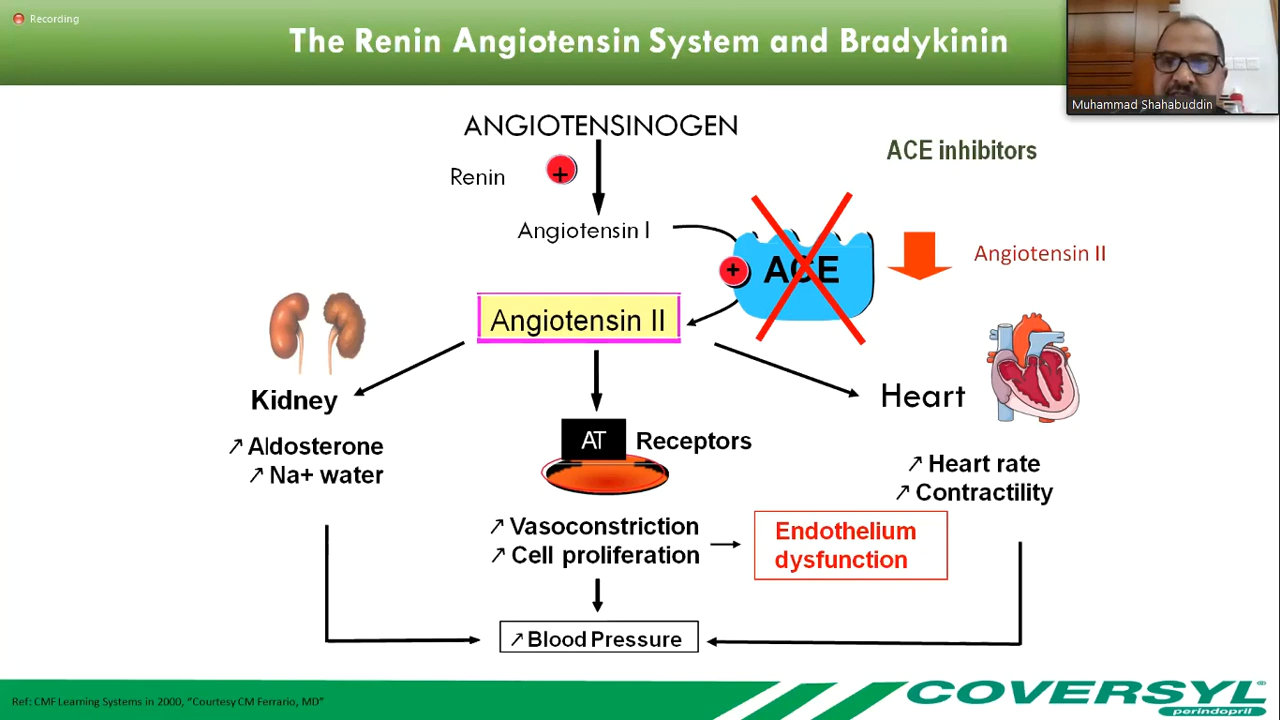 Recording
The Renin Angiotensin System and Bradykinin
Muhammad Shahabuddin
ANGIOTENSINOGEN
ACE inhibitors
Renin
+
Angiotensin I
+
ACE
Angiotensin II
Angiotensin II
Kidney
↗ Aldosterone
↗ Na+ water
AT
Receptors
Heart
↗ Heart rate
↗ Contractility
↗ Vasoconstriction
↗ Cell proliferation
Endothelium
dysfunction
↗ Blood Pressure
Ref: CMF Learning Systems in 2000, "Courtesy CM Ferrario, MD"
COVERSYL®
perindopril